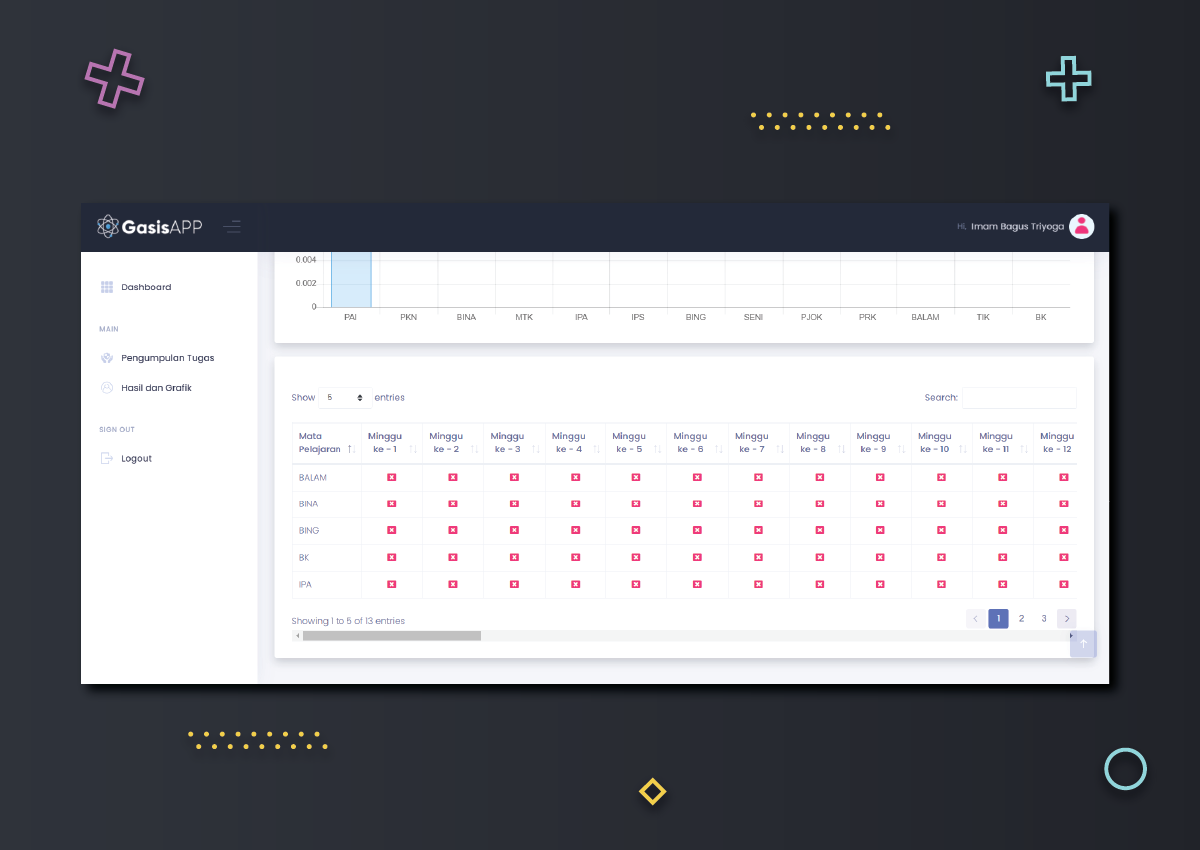 GasisAPP
Hi, Imam Bagus Triyoga
Dashboard
MAIN
Pengumpulan Tugas
Hasil dan Grafik
SIGN OUT
Logout
0.004
0.002
0
PAI PKN BINA MTK IPA IPS BING SENI PJOK PRK BALAM TIK BK
Show 5 entries
Search:
Mata Minggu Minggu Minggu Minggu Minggu Minggu Minggu Minggu Minggu Minggu Minggu Minggu
Pelajaran ke - 1 ke - 2 ke - 3 ke - 4 ke - 5 ke - 6 ke - 7 ke - 8 ke - 9 ke - 10 ke - 11 ke - 12
BALAM
BINA
BING
BK
IPA
Showing 1 to 5 of 13 entries
1 2 3